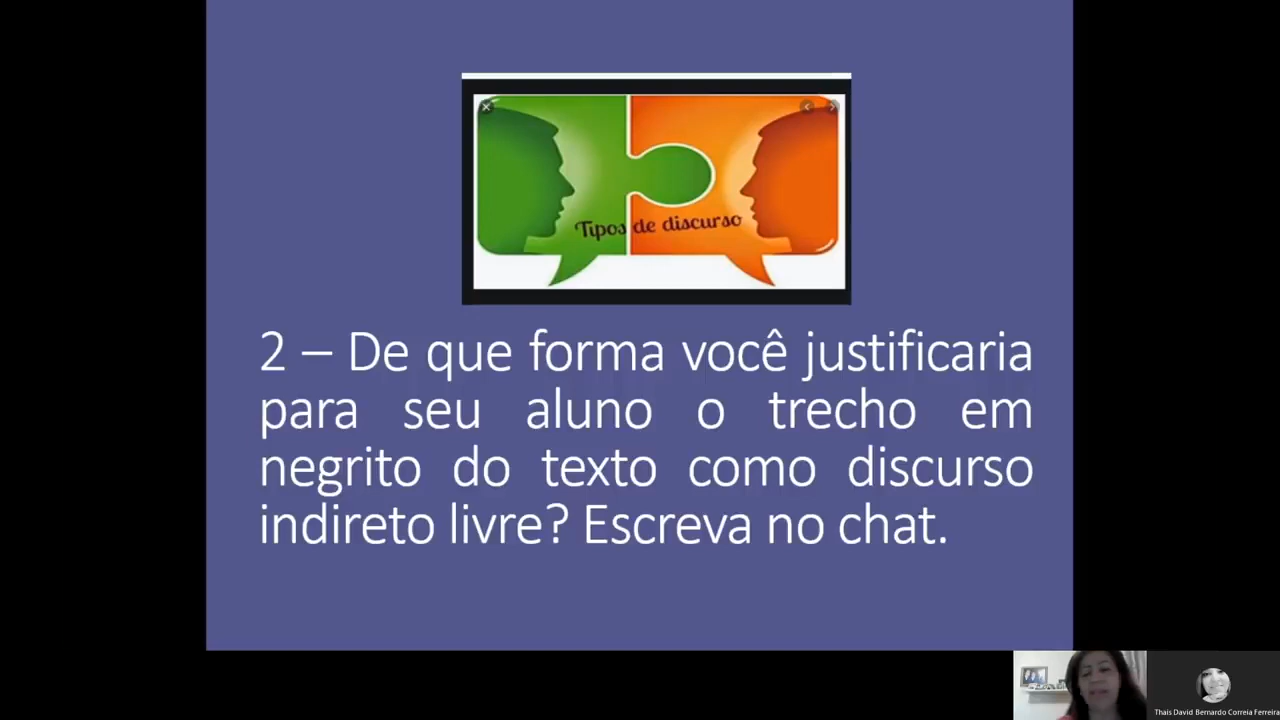 Tipos de discurso
2 – De que forma você justificaria
para seu aluno o trecho em
negrito do texto como discurso
indireto livre? Escreva no chat.
Thais David Bernardo Correia Ferreira